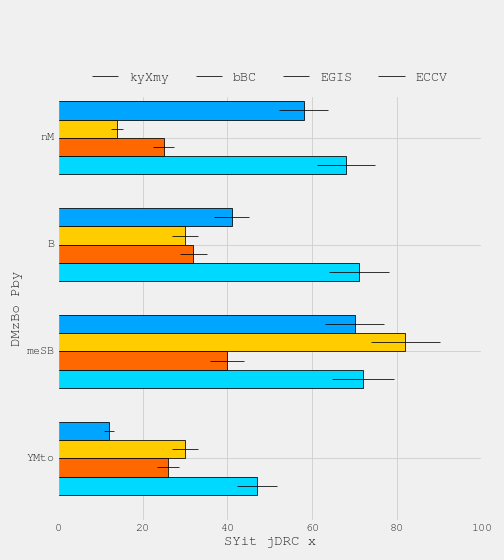 kyXmy bBC EGIS ECCV
nM
B
meSB
YMto
DMzBo Pby
0 20 40 60 80 100
SYit jDRC x